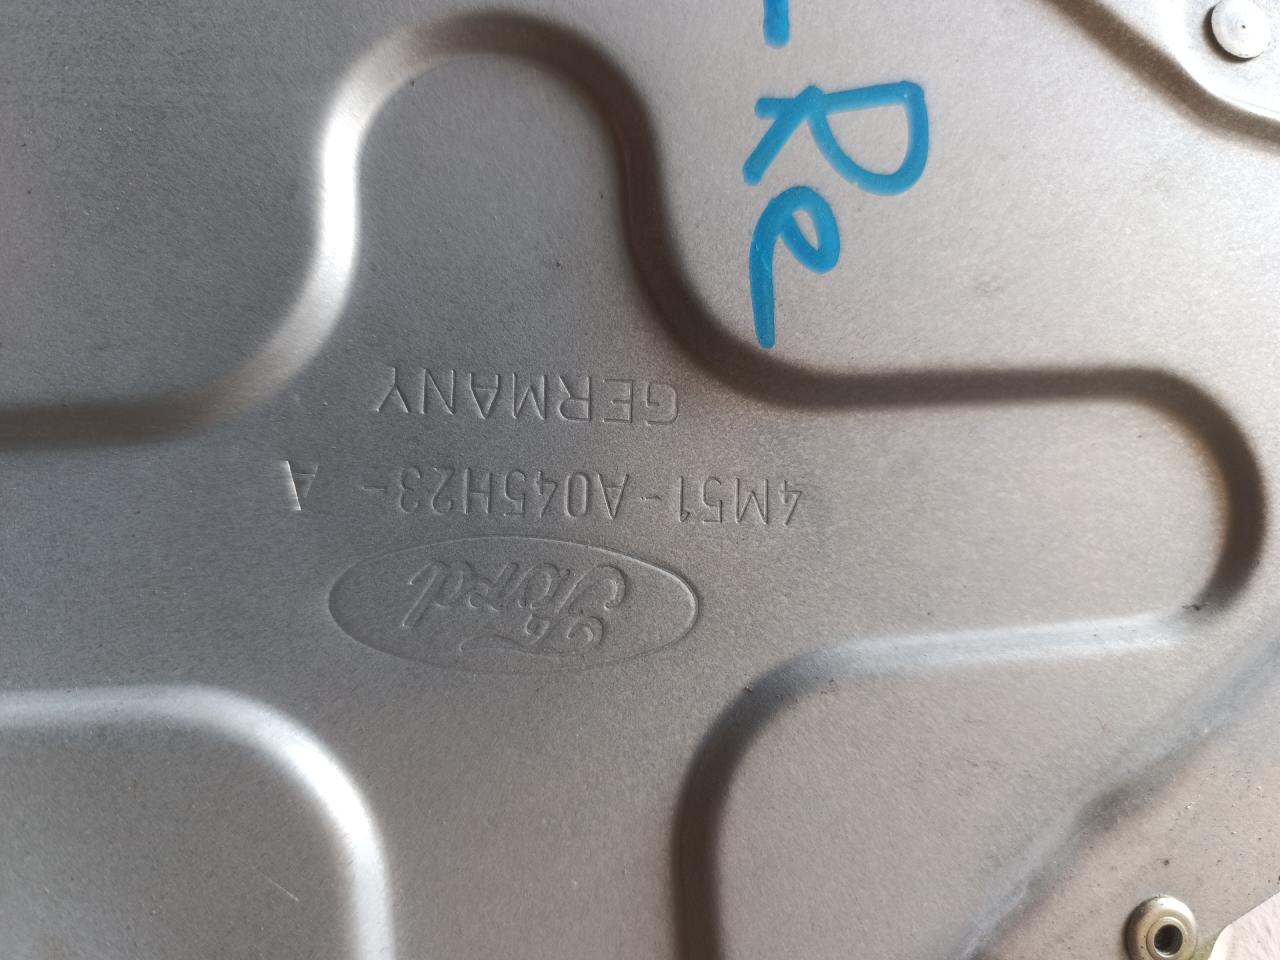 Ford
4M51-A045H23- A
GERMANY
Re